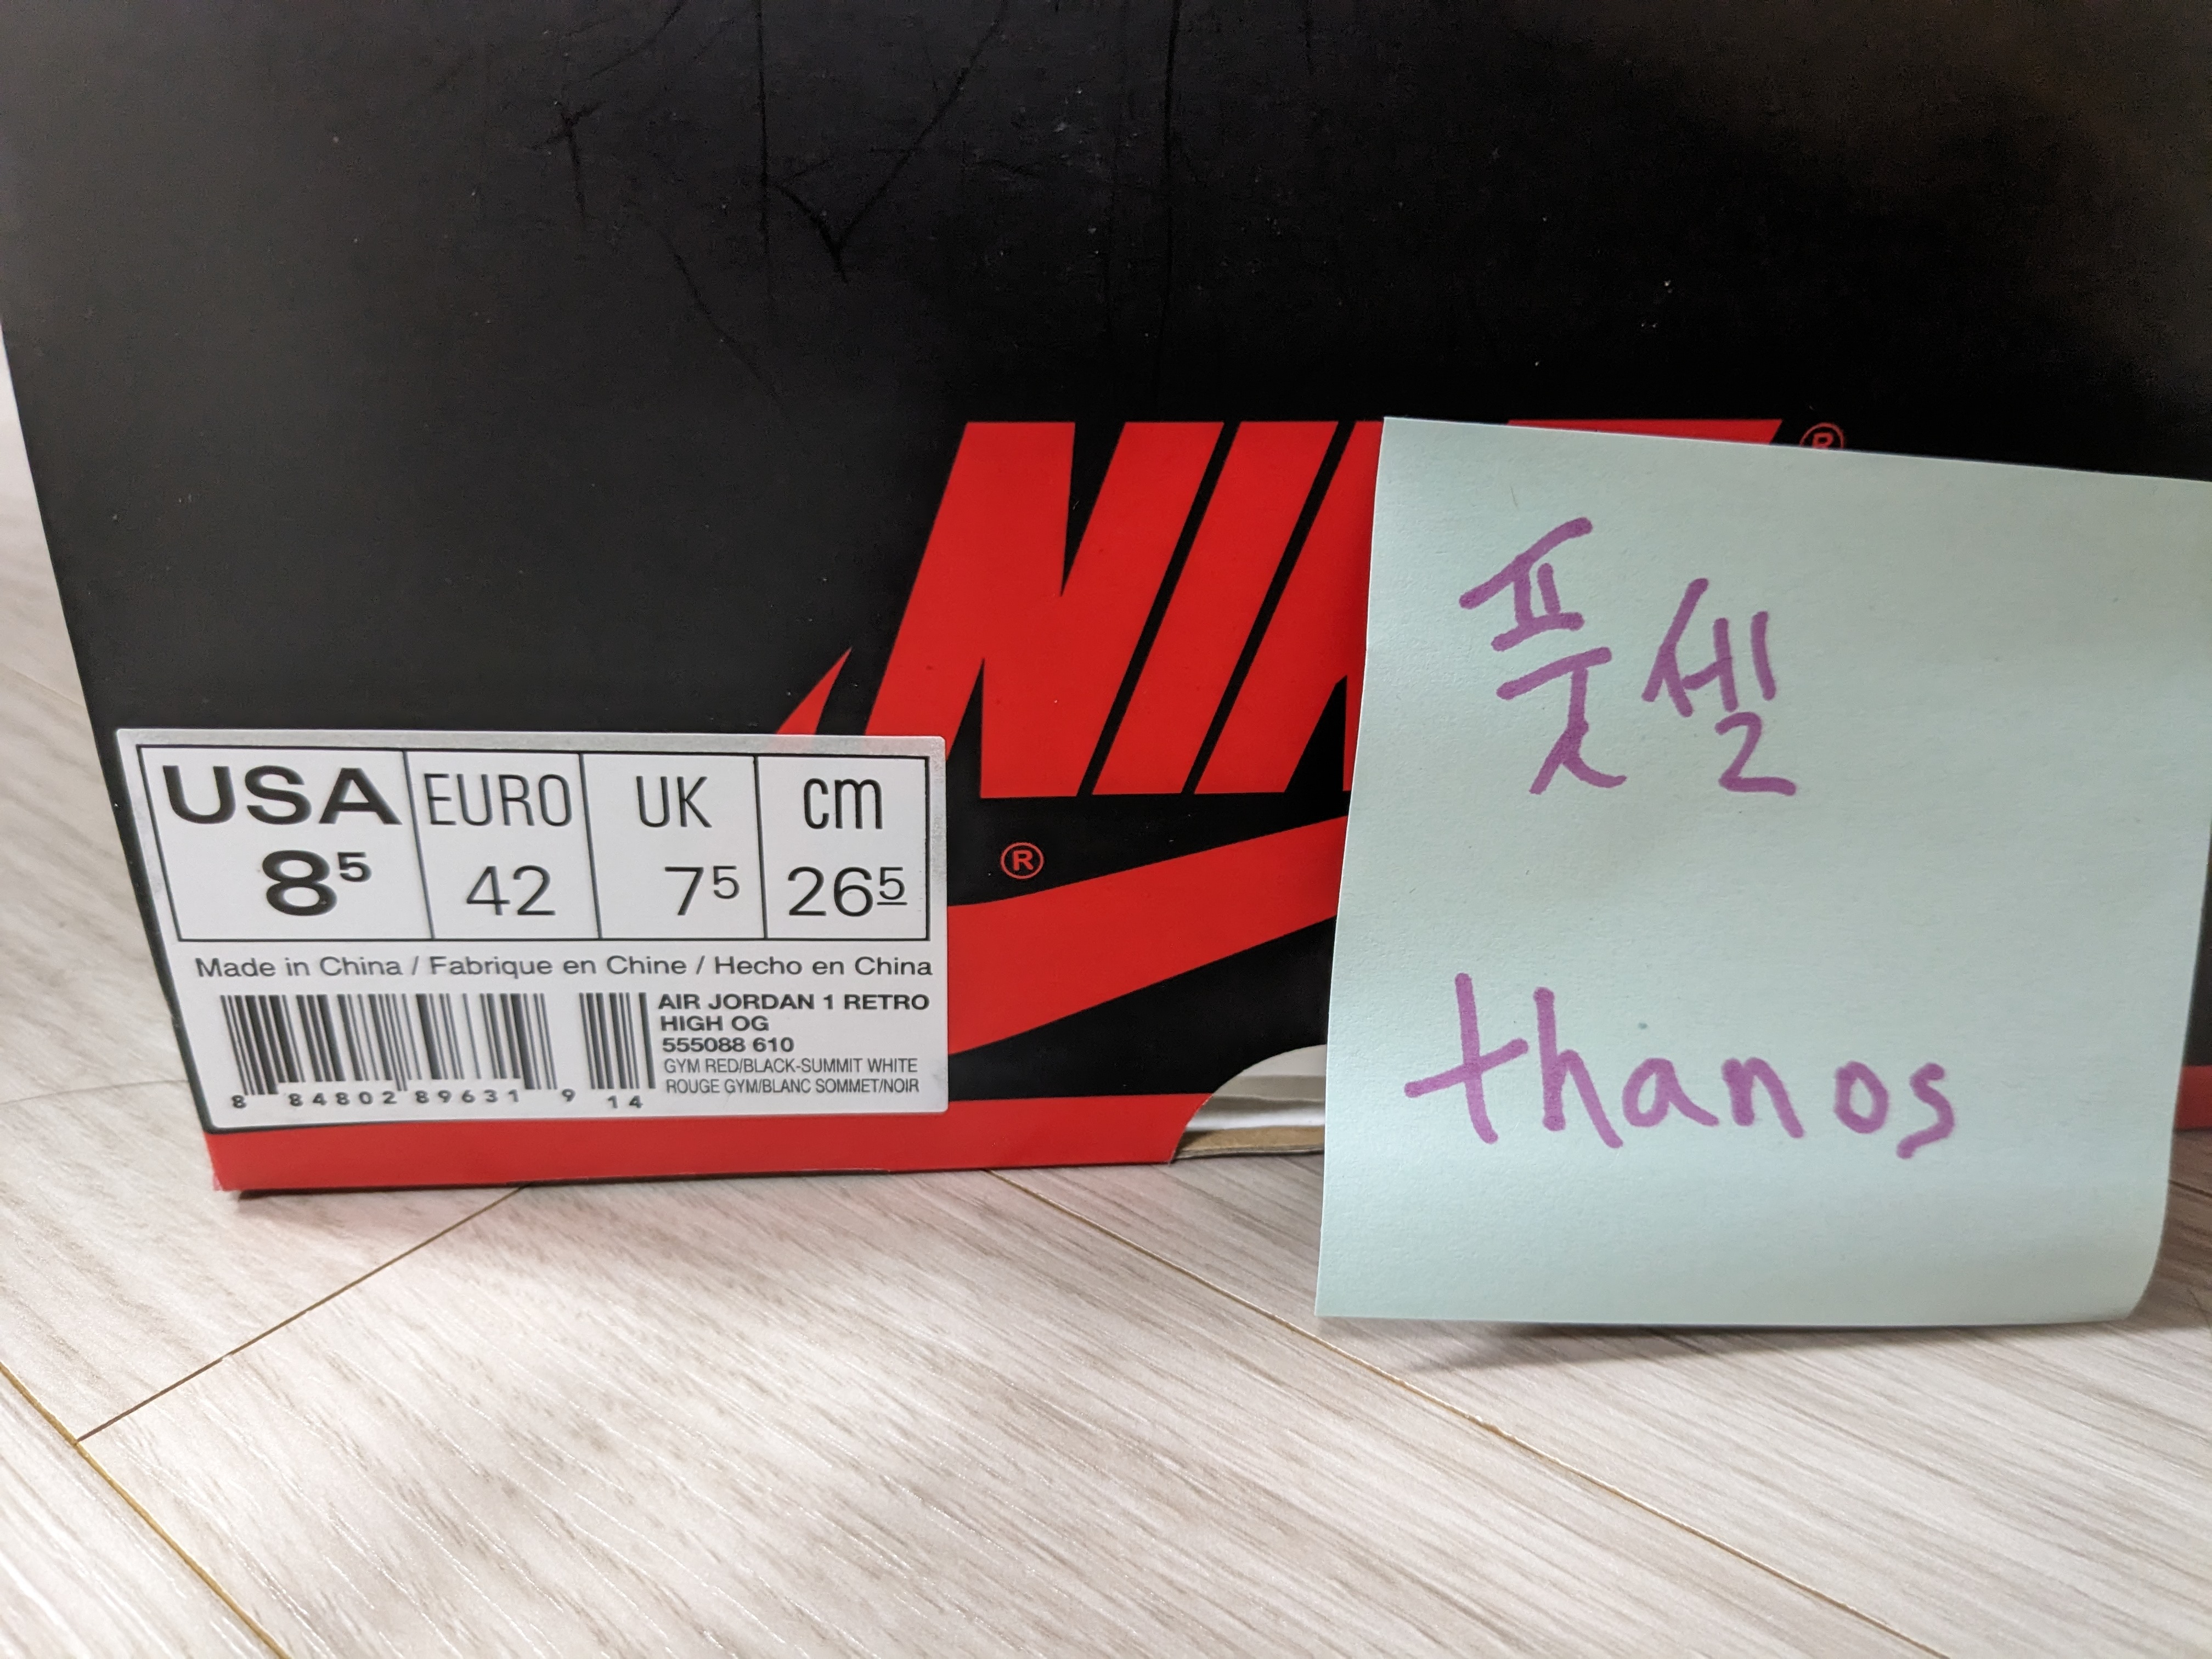 NIK
®
®
풋셀
thanos
USA EURO UK cm
8⁵ 42 7⁵ 26⁵
Made in China / Fabrique en Chine / Hecho en China
AIR JORDAN 1 RETRO
HIGH OG
555088 610
GYM RED/BLACK-SUMMIT WHITE
ROUGE GYM/BLANC SOMMET/NOIR
8 84802 89631 9 14